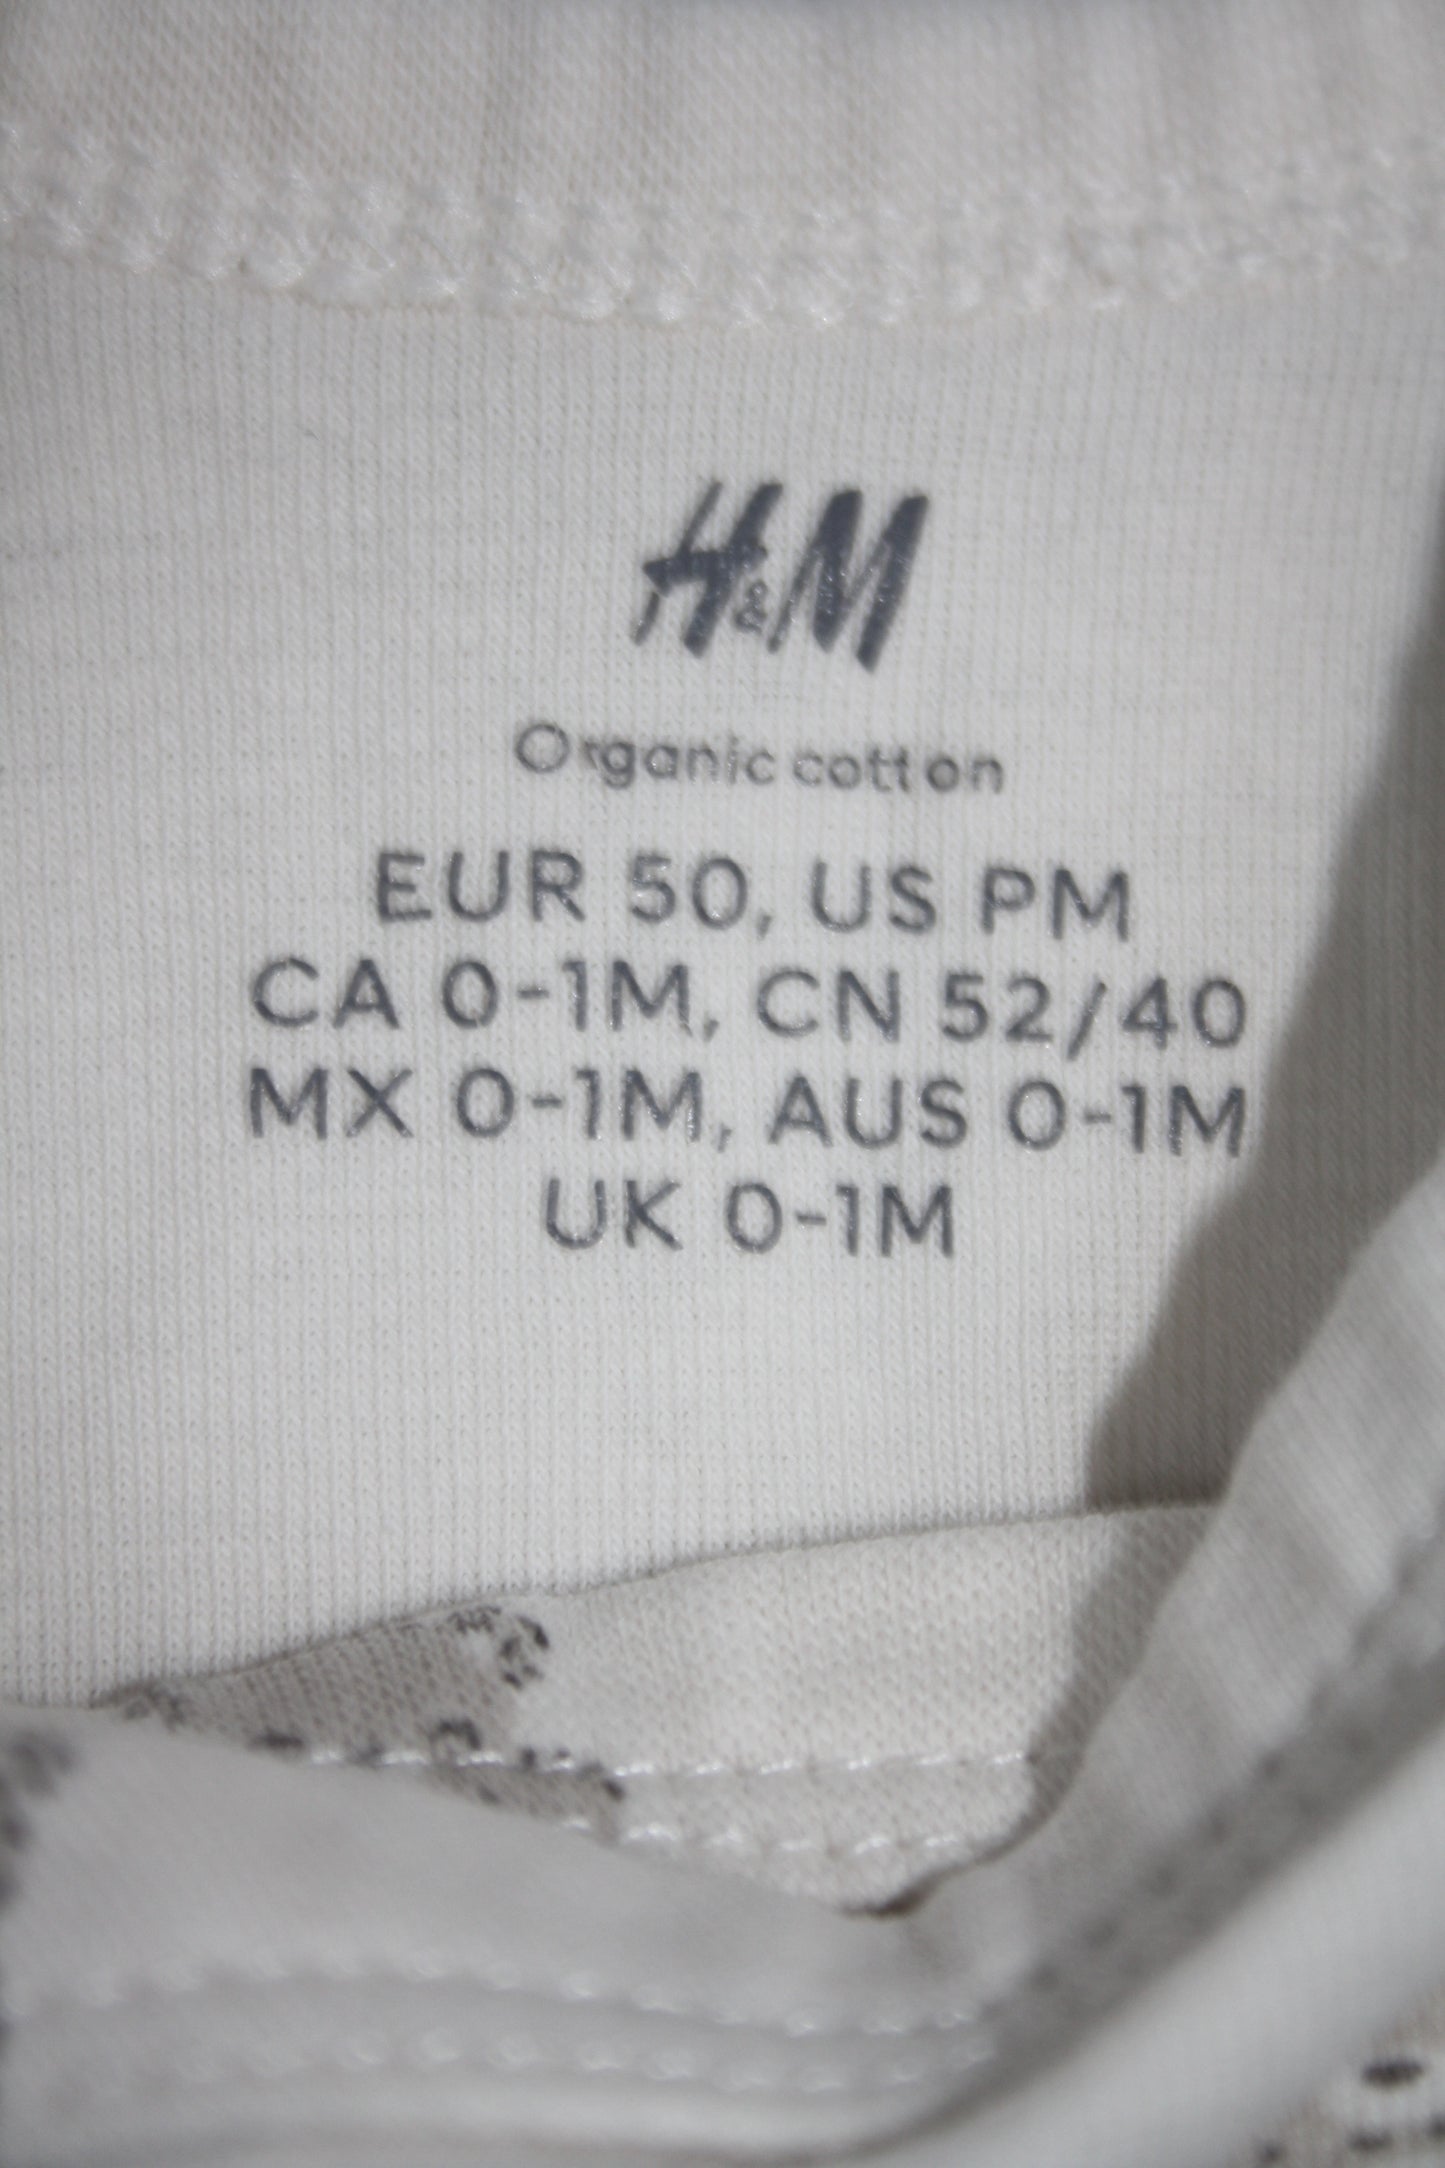 H&M
Organic cotton
EUR 50, US PM
CA 0-1M, CN 52/40
MX 0-1M, AUS 0-1M
UK 0-1M